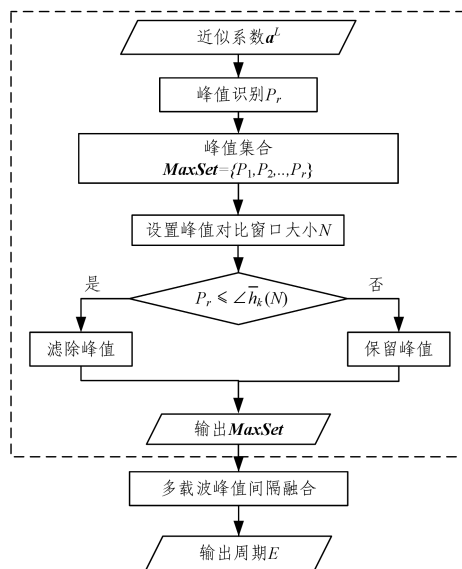 近似系数a^L
峰值识别P_r
峰值集合
MaxSet={P_1,P_2,..,P_r}
设置峰值对比窗口大小N
是
P_r≤∠h̅_k(N)
否
滤除峰值
保留峰值
输出MaxSet
多载波峰值间隔融合
输出周期E